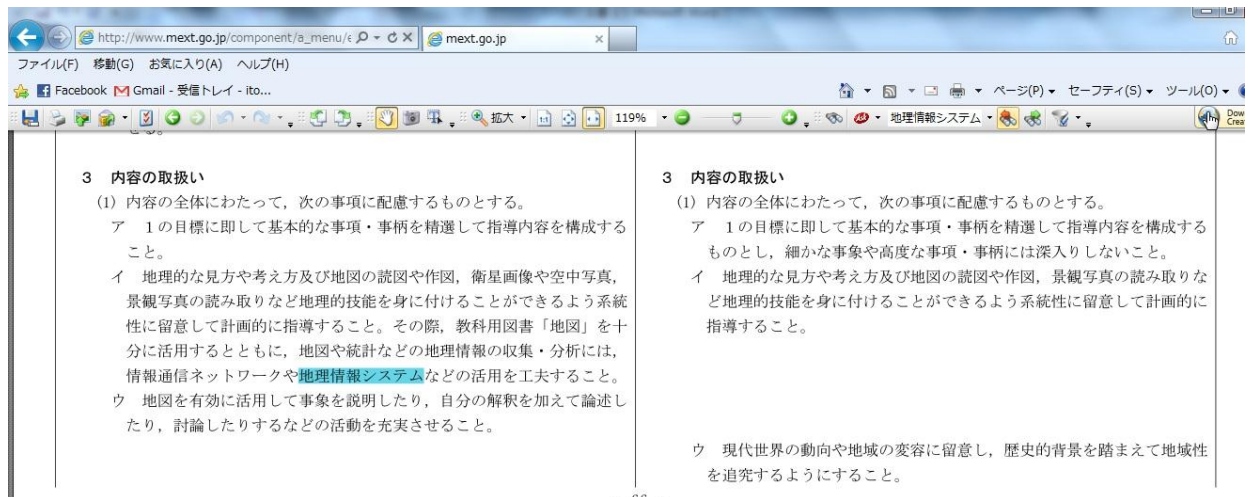 http://www.mext.go.jp/component/a_menu/e
mext.go.jp
ファイル(F) 移動(G) お気に入り(A) ヘルプ(H)
Facebook Gmail - 受信トレイ - ito...
ページ(P) セーフティ(S) ツール(O)
拡大 119% 地理情報システム
3 内容の取扱い
(1) 内容の全体にわたって，次の事項に配慮するものとする。
ア 1の目標に即して基本的な事項・事柄を精選して指導内容を構成する
こと。
イ 地理的な見方や考え方及び地図の読図や作図，衛星画像や空中写真，
景観写真の読み取りなど地理的技能を身に付けることができるよう系統
性に留意して計画的に指導すること。その際，教科用図書「地図」を十
分に活用するとともに，地図や統計などの地理情報の収集・分析には，
情報通信ネットワークや地理情報システムなどの活用を工夫すること。
ウ 地図を有効に活用して事象を説明したり，自分の解釈を加えて論述し
たり，討論したりするなどの活動を充実させること。
3 内容の取扱い
(1) 内容の全体にわたって，次の事項に配慮するものとする。
ア 1の目標に即して基本的な事項・事柄を精選して指導内容を構成する
ものとし，細かな事象や高度な事項・事柄には深入りしないこと。
イ 地理的な見方や考え方及び地図の読図や作図，景観写真の読み取りな
ど地理的技能を身に付けることができるよう系統性に留意して計画的に
指導すること。
ウ 現代世界の動向や地域の変容に留意し，歴史的背景を踏まえて地域性
を追究するようにすること。